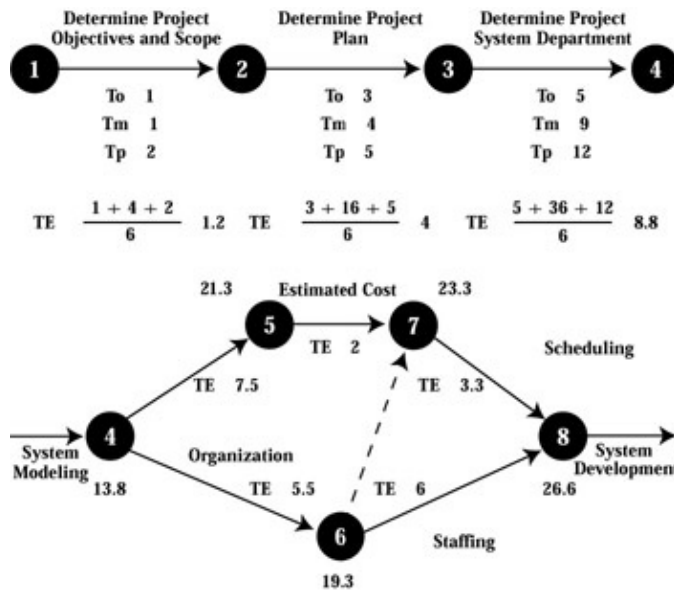 Determine Project Objectives and Scope
Determine Project Plan
Determine Project System Department
1 2 3 4
To 1
Tm 1
Tp 2
To 3
Tm 4
Tp 5
To 5
Tm 9
Tp 12
TE 1 + 4 + 2 / 6 1.2
TE 3 + 16 + 5 / 6 4
TE 5 + 36 + 12 / 6 8.8
21.3 Estimated Cost 23.3
5 7
TE 2
Scheduling
TE 7.5
TE 3.3
4
8
System Modeling
Organization
System Development
13.8
TE 5.5
TE 6
26.6
6
Staffing
19.3